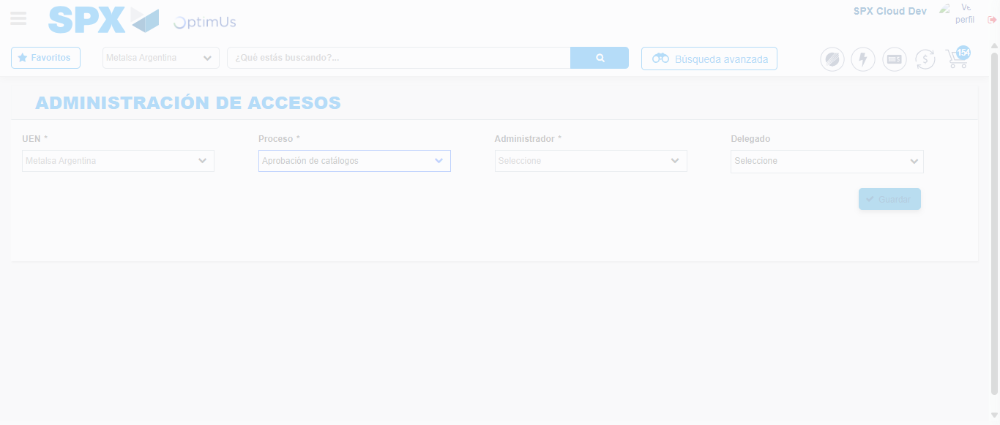 SPX OptimUs
SPX Cloud Dev
Ve
perfil
Favoritos
Metalsa Argentina
¿Qué estás buscando?...
Búsqueda avanzada
$
154
ADMINISTRACIÓN DE ACCESOS
UEN *
Proceso *
Administrador *
Delegado
Metalsa Argentina
Aprobación de catálogos
Seleccione
Seleccione
Guardar